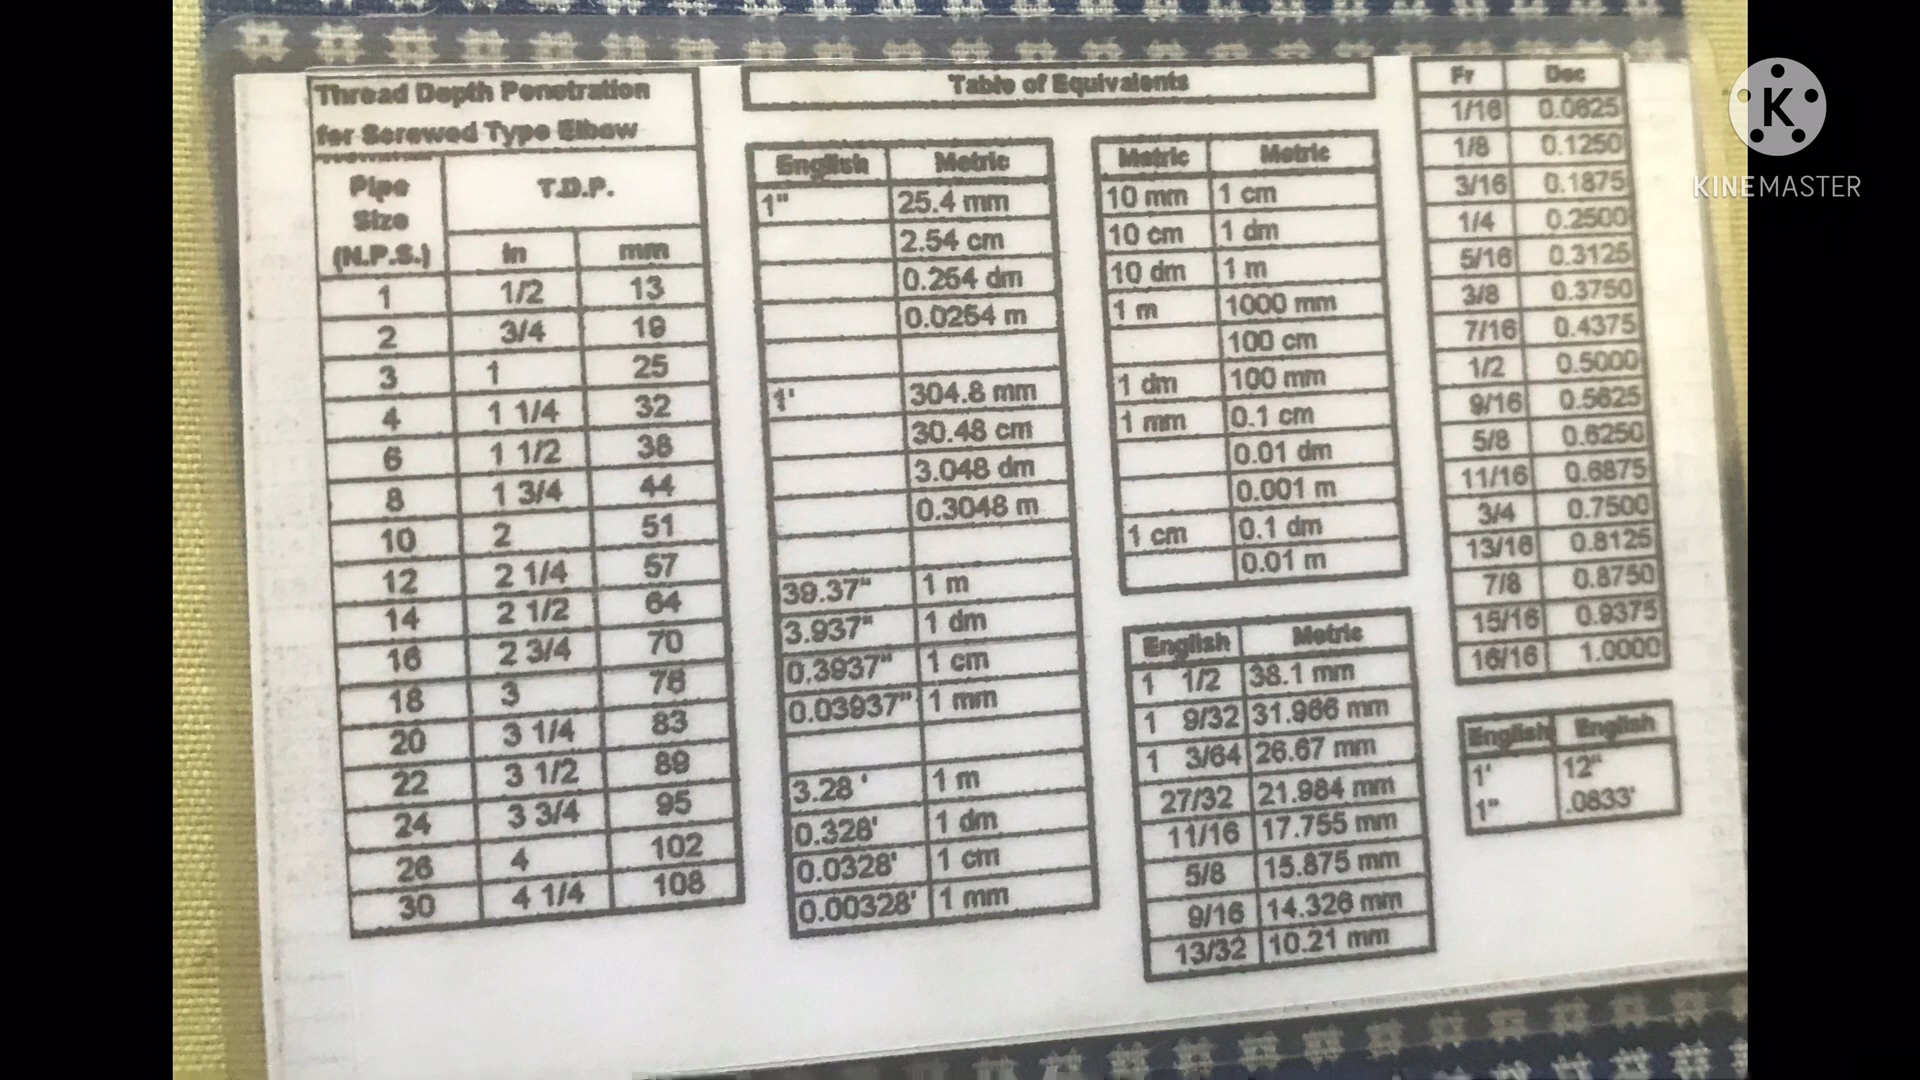 Thread Depth Penetration
for Screwed Type Elbow
Pipe Size (N.P.S.) T.D.P.
in mm
1 1/2 13
2 3/4 19
3 1 25
4 1 1/4 32
6 1 1/2 38
8 1 3/4 44
10 2 51
12 2 1/4 57
14 2 1/2 64
16 2 3/4 70
18 3 76
20 3 1/4 83
22 3 1/2 89
24 3 3/4 95
26 4 102
30 4 1/4 108
Table of Equivalents
English Metric
1" 25.4 mm
2.54 cm
0.254 dm
0.0254 m
1' 304.8 mm
30.48 cm
3.048 dm
0.3048 m
39.37" 1 m
3.937" 1 dm
0.3937" 1 cm
0.03937" 1 mm
3.28 ' 1 m
0.328' 1 dm
0.0328' 1 cm
0.00328' 1 mm
Metric Metric
10 mm 1 cm
10 cm 1 dm
10 dm 1 m
1 m 1000 mm
100 cm
1 dm 100 mm
1 mm 0.1 cm
0.01 dm
0.001 m
1 cm 0.1 dm
0.01 m
English Metric
1 1/2 38.1 mm
1 9/32 31.966 mm
1 3/64 26.67 mm
27/32 21.984 mm
11/16 17.755 mm
5/8 15.875 mm
9/16 14.326 mm
13/32 10.21 mm
Fr Dec
1/16 0.0625
1/8 0.1250
3/16 0.1875
1/4 0.2500
5/16 0.3125
3/8 0.3750
7/16 0.4375
1/2 0.5000
9/16 0.5625
5/8 0.6250
11/16 0.6875
3/4 0.7500
13/16 0.8125
7/8 0.8750
15/16 0.9375
16/16 1.0000
English English
1' 12"
1" .0833'
K
KINEMASTER